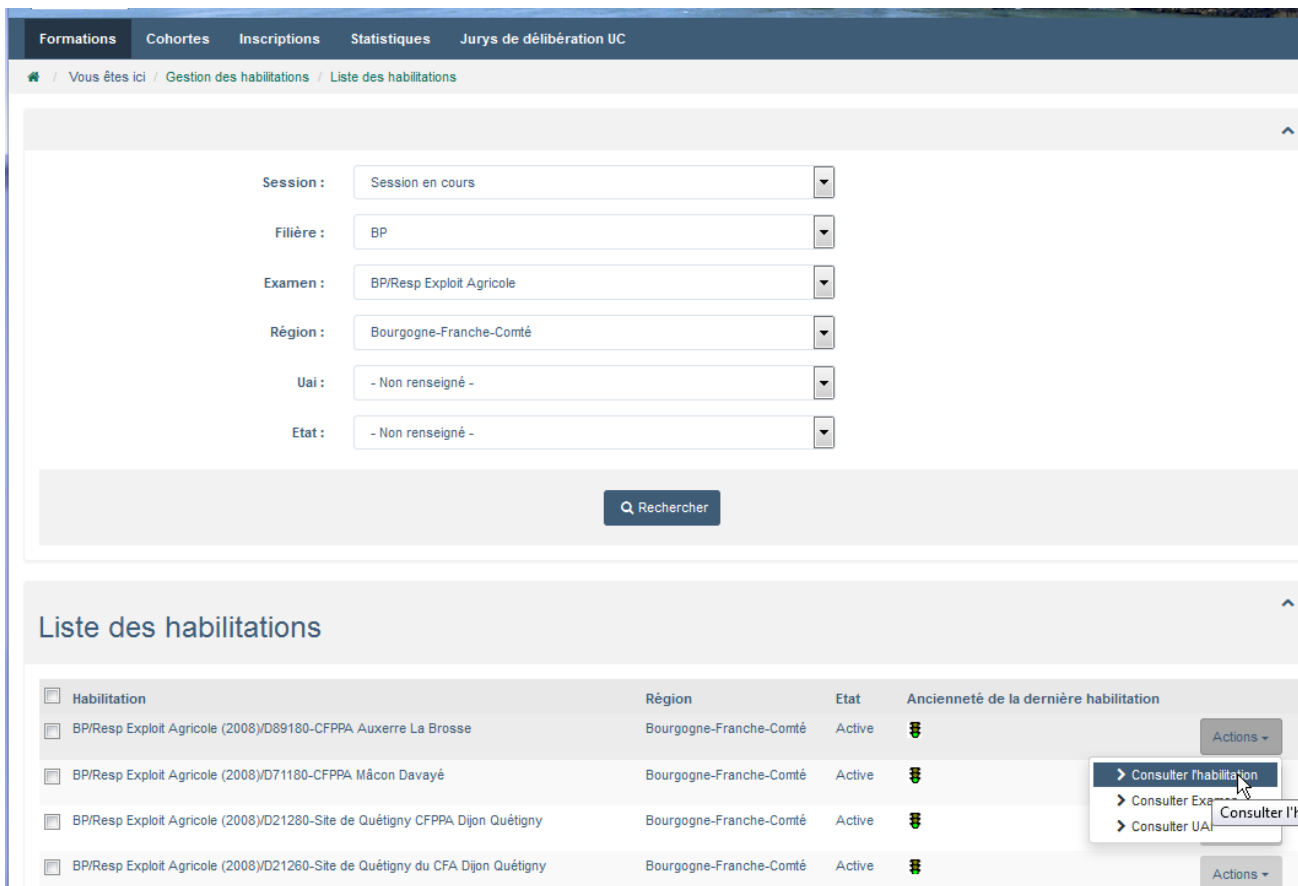 Formations Cohortes Inscriptions Statistiques Jurys de délibération UC
/ Vous êtes ici / Gestion des habilitations / Liste des habilitations
Session : Session en cours
Filière : BP
Examen : BP/Resp Exploit Agricole
Région : Bourgogne-Franche-Comté
Uai : - Non renseigné -
Etat : - Non renseigné -
Rechercher
Liste des habilitations
Habilitation Région Etat Ancienneté de la dernière habilitation
BP/Resp Exploit Agricole (2008)/D89180-CFPPA Auxerre La Brosse Bourgogne-Franche-Comté Active Actions
BP/Resp Exploit Agricole (2008)/D71180-CFPPA Mâcon Davayé Bourgogne-Franche-Comté Active
Consulter l'habilitation
Consulter
Consulter l'h
BP/Resp Exploit Agricole (2008)/D21280-Site de Quétigny CFPPA Dijon Quétigny Bourgogne-Franche-Comté Active
Consulter UAI
BP/Resp Exploit Agricole (2008)/D21260-Site de Quétigny du CFA Dijon Quétigny Bourgogne-Franche-Comté Active Actions